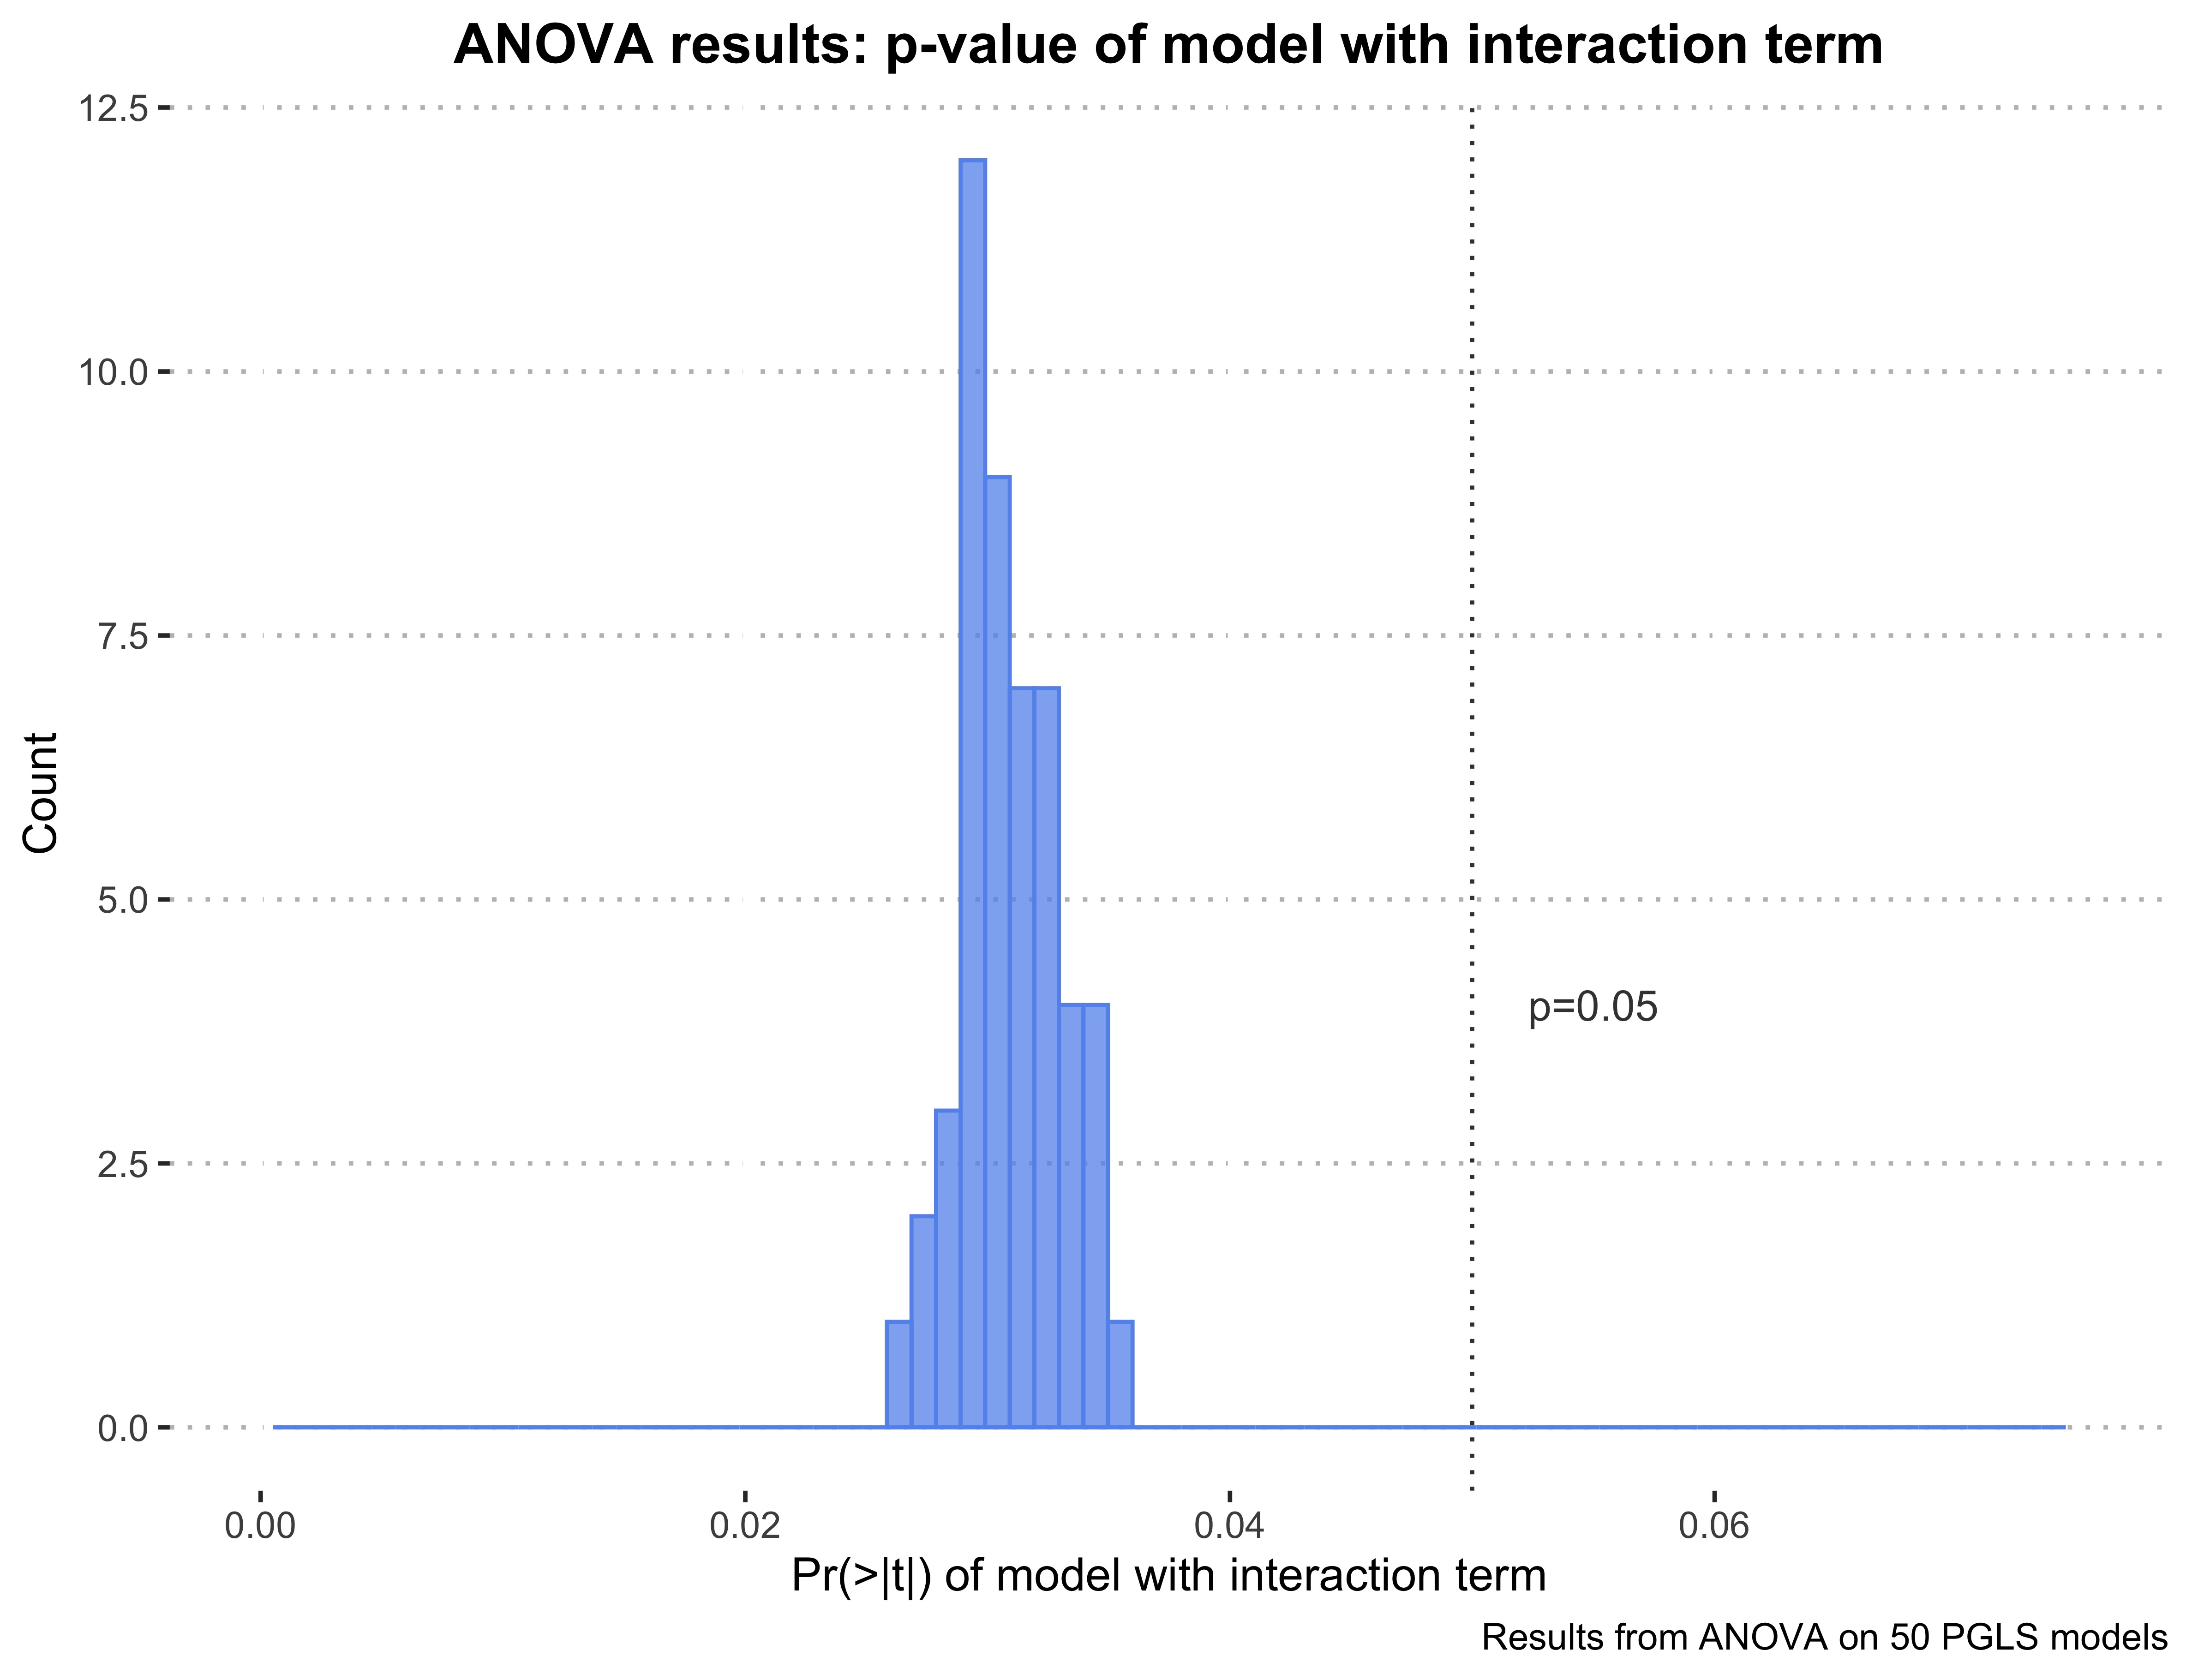 ANOVA results: p-value of model with interaction term
12.5
10.0
7.5
5.0
2.5
0.0
Count
p=0.05
0.00 0.02 0.04 0.06
Pr(>|t|) of model with interaction term
Results from ANOVA on 50 PGLS models